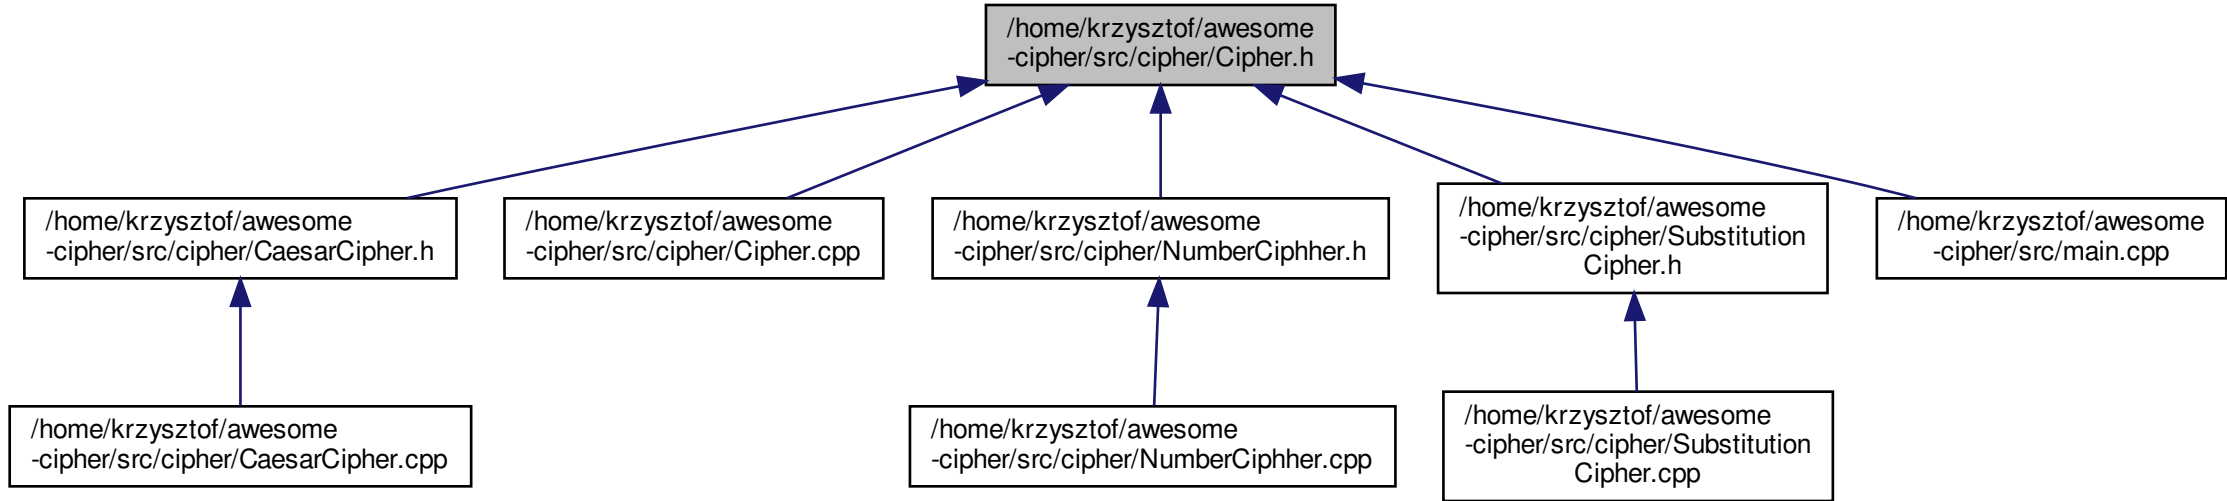 /home/krzysztof/awesome
-cipher/src/cipher/Cipher.h
/home/krzysztof/awesome
-cipher/src/cipher/CaesarCipher.h
/home/krzysztof/awesome
-cipher/src/cipher/Cipher.cpp
/home/krzysztof/awesome
-cipher/src/cipher/NumberCiphher.h
/home/krzysztof/awesome
-cipher/src/cipher/Substitution
Cipher.h
/home/krzysztof/awesome
-cipher/src/main.cpp
/home/krzysztof/awesome
-cipher/src/cipher/CaesarCipher.cpp
/home/krzysztof/awesome
-cipher/src/cipher/NumberCiphher.cpp
/home/krzysztof/awesome
-cipher/src/cipher/Substitution
Cipher.cpp